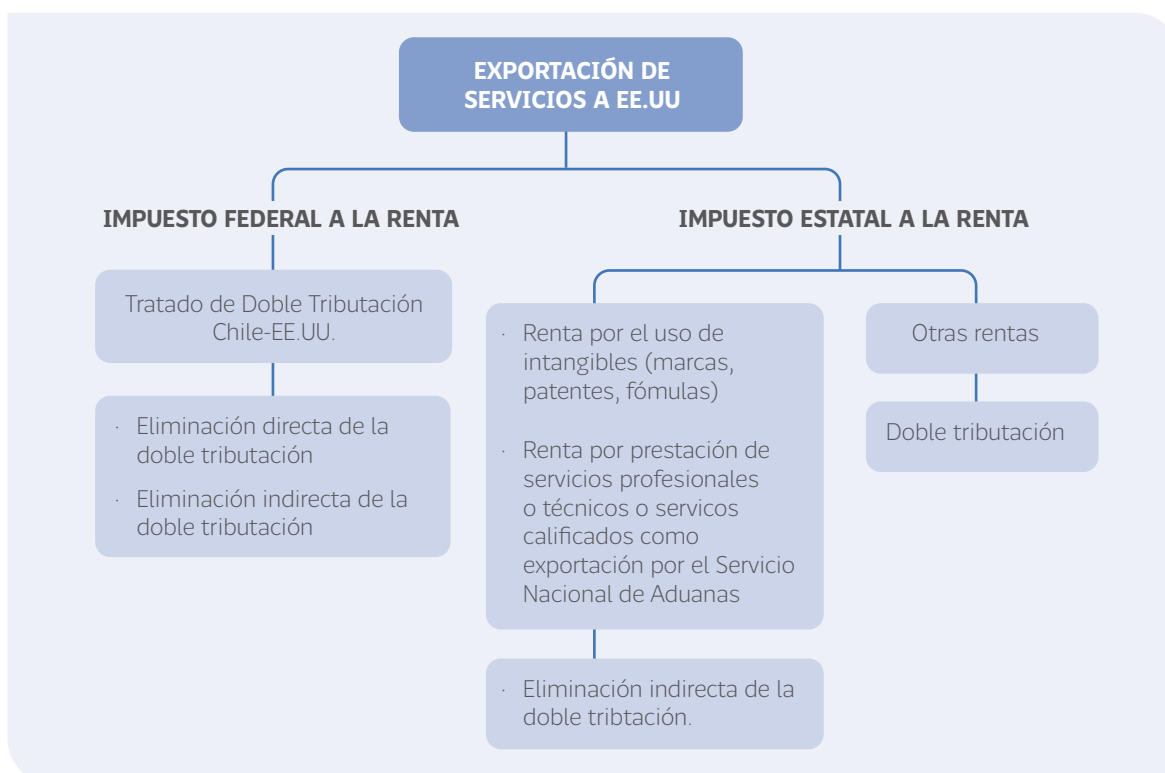 EXPORTACIÓN DE
SERVICIOS A EE.UU
IMPUESTO FEDERAL A LA RENTA
Tratado de Doble Tributación
Chile-EE.UU.
· Eliminación directa de la
doble tributación
· Eliminación indirecta de la
doble tributación
IMPUESTO ESTATAL A LA RENTA
· Renta por el uso de
intangibles (marcas,
patentes, fómulas)
· Renta por prestación de
servicios profesionales
o técnicos o servicos
calificados como
exportación por el Servicio
Nacional de Aduanas
· Eliminación indirecta de la
doble tribtación.
Otras rentas
Doble tributación